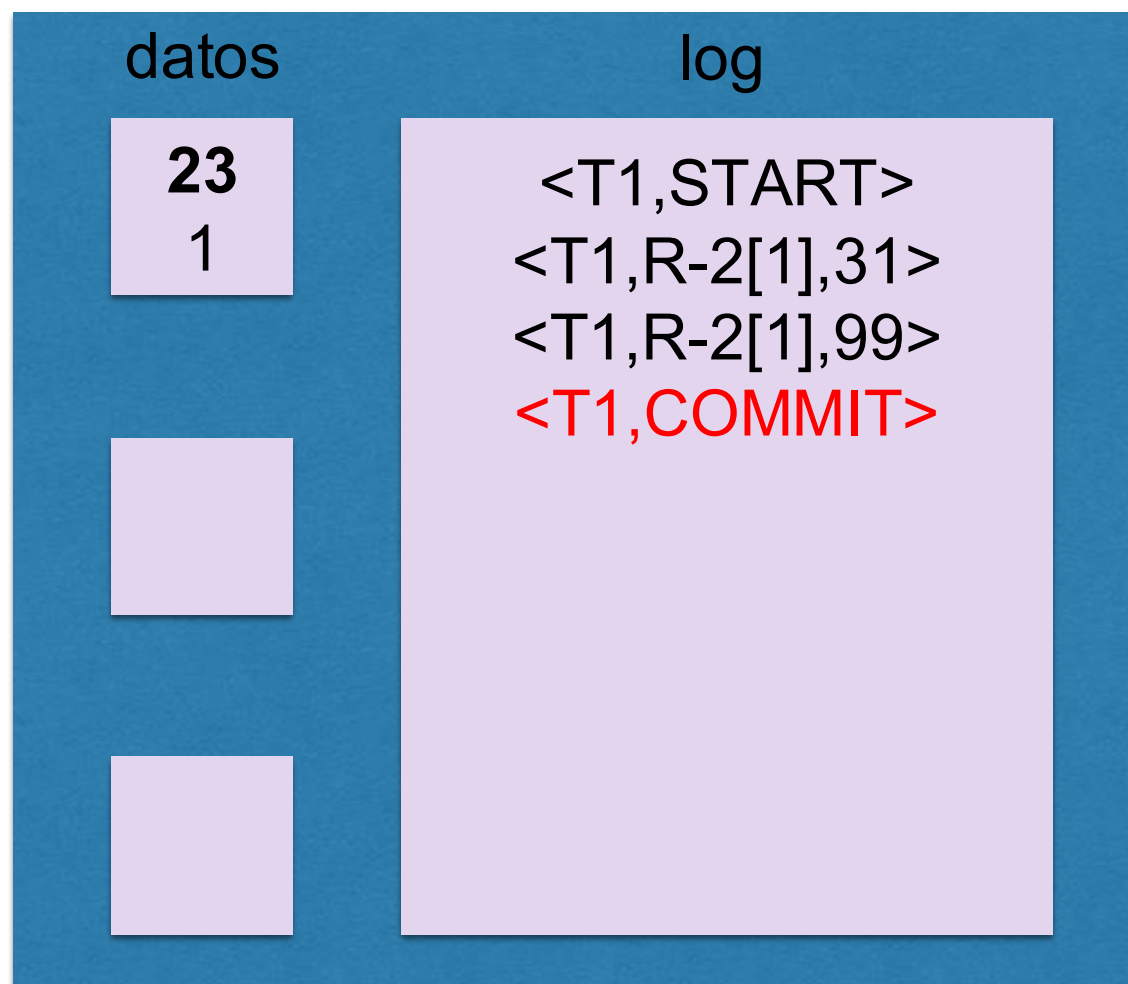 datos
log
23
1
<T1,START>
<T1,R-2[1],31>
<T1,R-2[1],99>
<T1,COMMIT>